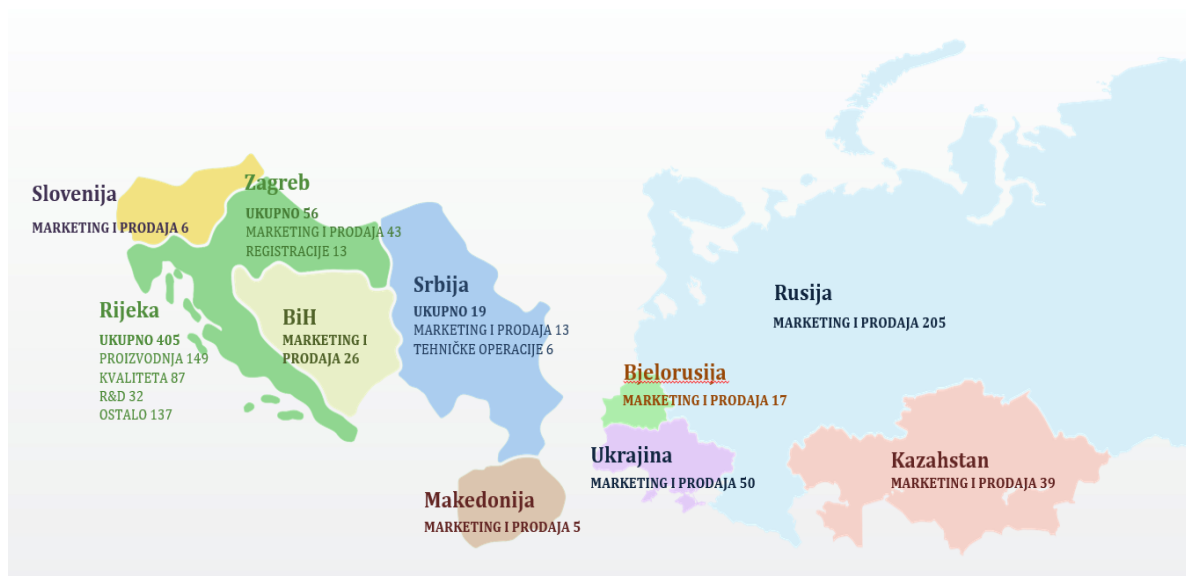 Slovenija
MARKETING I PRODAJA 6
Zagreb
UKUPNO 56
MARKETING I PRODAJA 43
REGISTRACIJE 13
Rijeka
UKUPNO 405
PROIZVODNJA 149
KVALITETA 87
R&D 32
OSTALO 137
BiH
MARKETING I
PRODAJA 26
Srbija
UKUPNO 19
MARKETING I PRODAJA 13
TEHNIČKE OPERACIJE 6
Makedonija
MARKETING I PRODAJA 5
Rusija
MARKETING I PRODAJA 205
Bjelorusija
MARKETING I PRODAJA 17
Ukrajina
MARKETING I PRODAJA 50
Kazahstan
MARKETING I PRODAJA 39